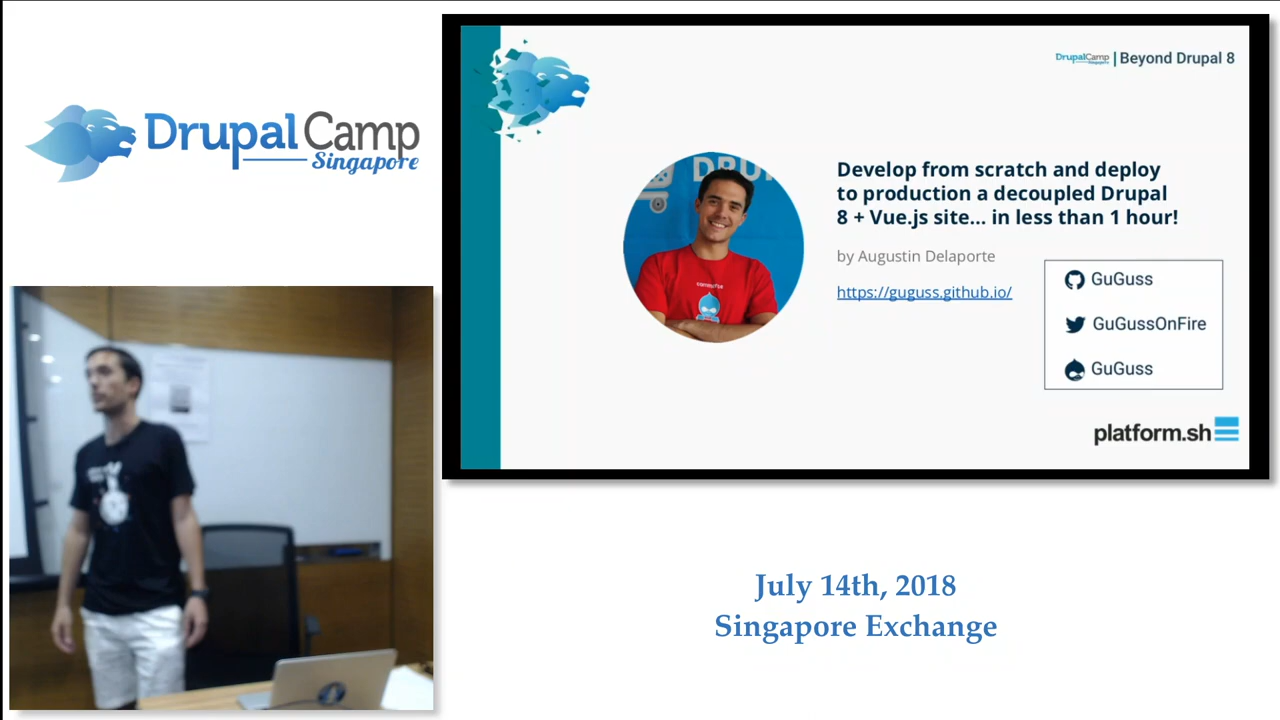 DrupalCamp
Singapore
DrupalCamp
Singapore
| Beyond Drupal 8
DRU
Develop from scratch and deploy
to production a decoupled Drupal
8 + Vue.js site... in less than 1 hour!
by Augustin Delaporte
https://guguss.github.io/
GuGuss
GuGussOnFire
GuGuss
platform.sh
July 14th, 2018
Singapore Exchange